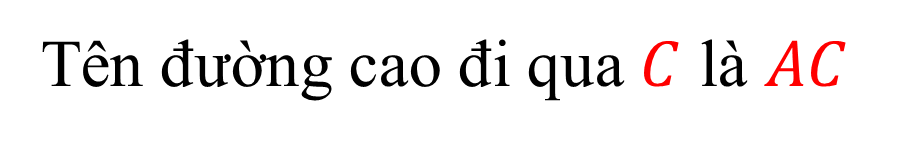 Tên đường cao đi qua C là AC